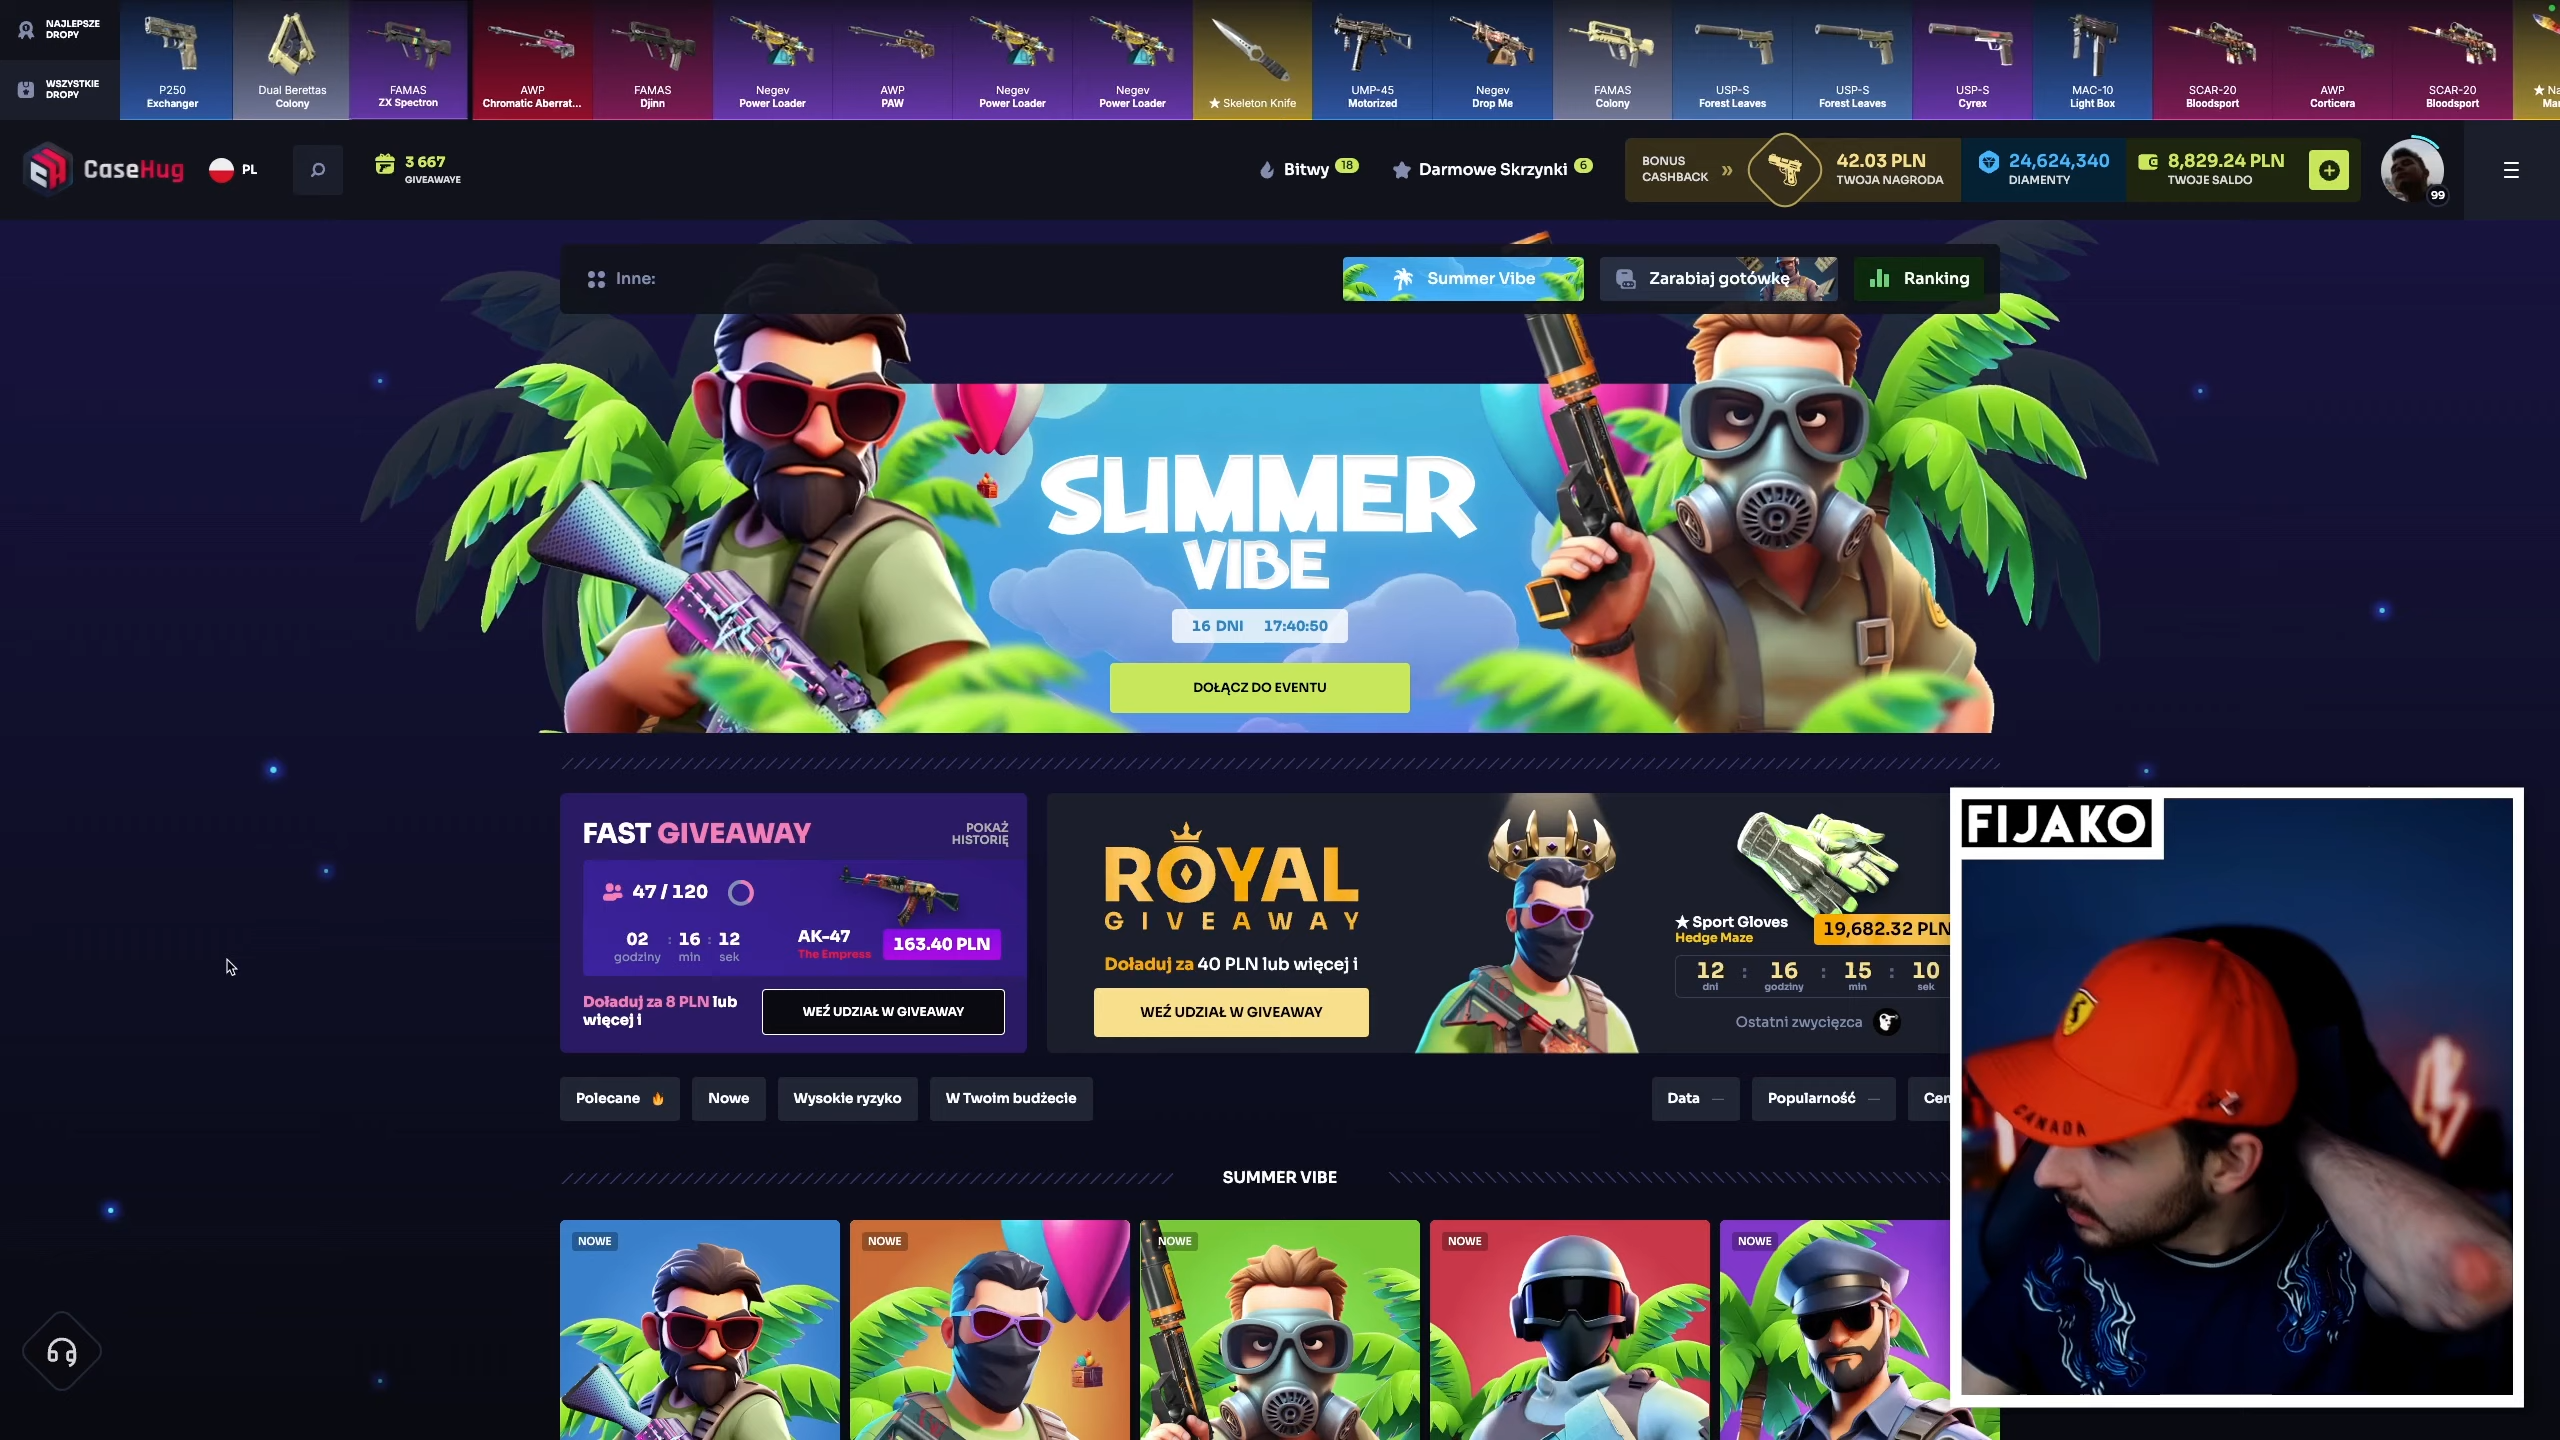 NAJLEPSZE
DROPY
WSZYSTKIE
DROPY
P250
Exchanger
Dual Berettas
Colony
FAMAS
ZX Spectron
AWP
Chromatic Aberrat...
FAMAS
Djinn
Negev
Power Loader
AWP
PAW
Negev
Power Loader
Negev
Power Loader
★ Skeleton Knife
UMP-45
Motorized
Negev
Drop Me
FAMAS
Colony
USP-S
Forest Leaves
USP-S
Forest Leaves
USP-S
Cyrex
MAC-10
Light Box
SCAR-20
Bloodsport
AWP
Corticera
SCAR-20
Bloodsport
★ Na
Mar
CaseHug
PL
3 667
GIVEAWAYE
Bitwy 18
Darmowe Skrzynki 6
BONUS
CASHBACK »
42.03 PLN
TWOJA NAGRODA
24,624,340
DIAMENTY
8,829.24 PLN
TWOJE SALDO
99
Inne:
Summer Vibe
Zarabiaj gotówkę
Ranking
SUMMER
VIBE
16 DNI 17:40:50
DOŁĄCZ DO EVENTU
FAST GIVEAWAY
POKAŻ
HISTORIĘ
47 / 120
02 : 16 : 12
godziny min sek
AK-47
The Empress
163.40 PLN
Doładuj za 8 PLN lub
więcej i
WEŹ UDZIAŁ W GIVEAWAY
ROYAL
GIVEAWAY
Doładuj za 40 PLN lub więcej i
WEŹ UDZIAŁ W GIVEAWAY
★ Sport Gloves
Hedge Maze
19,682.32 PLN
12 : 16 : 15 : 10
dni godziny min sek
Ostatni zwycięzca
FIJAKO
CANADA
Polecane
Nowe
Wysokie ryzyko
W Twoim budżecie
Data —
Popularność —
Cen
SUMMER VIBE
NOWE
NOWE
NOWE
NOWE
NOWE